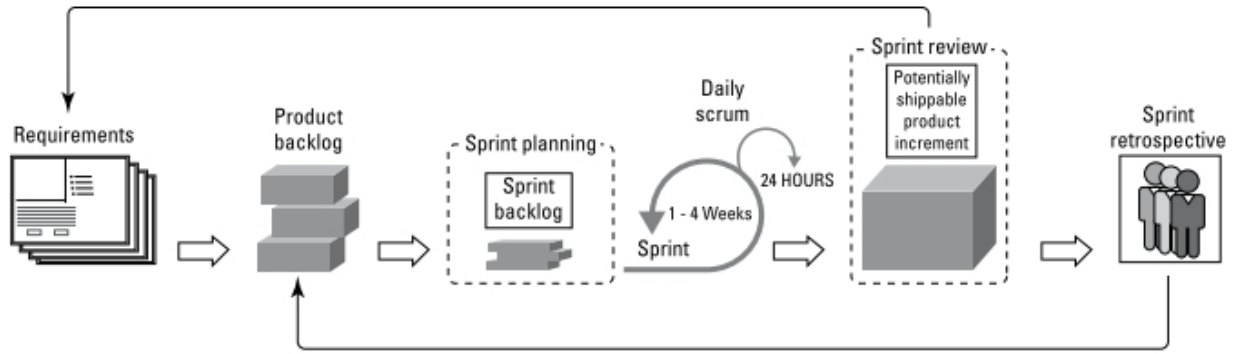 Requirements
Product
backlog
Sprint planning
Sprint
backlog
Daily
scrum
24 HOURS
1 - 4 Weeks
Sprint
Sprint review
Potentially
shippable
product
increment
Sprint
retrospective